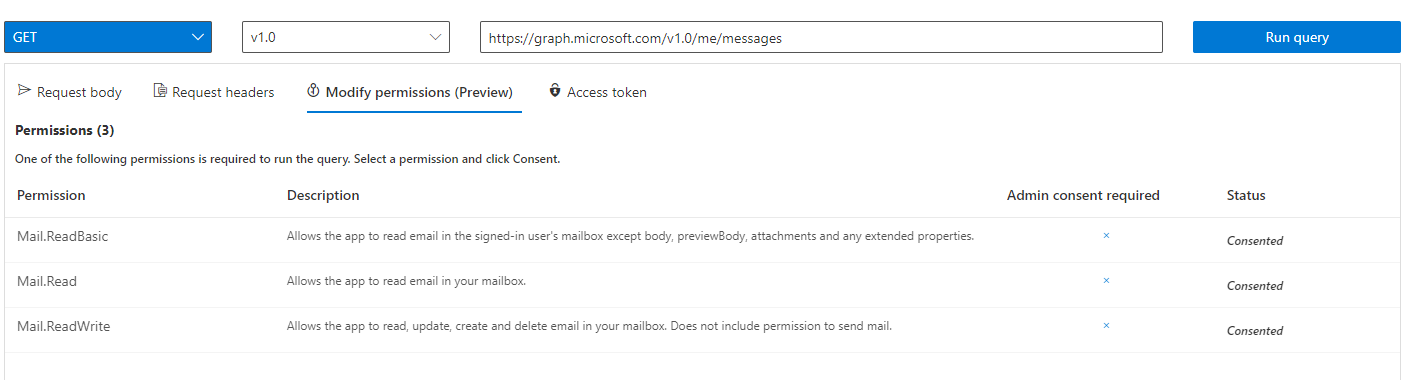 GET v1.0 https://graph.microsoft.com/v1.0/me/messages Run query
Request body Request headers Modify permissions (Preview) Access token
Permissions (3)
One of the following permissions is required to run the query. Select a permission and click Consent.
Permission Description Admin consent required Status
Mail.ReadBasic Allows the app to read email in the signed-in user's mailbox except body, previewBody, attachments and any extended properties. × Consented
Mail.Read Allows the app to read email in your mailbox. × Consented
Mail.ReadWrite Allows the app to read, update, create and delete email in your mailbox. Does not include permission to send mail. × Consented